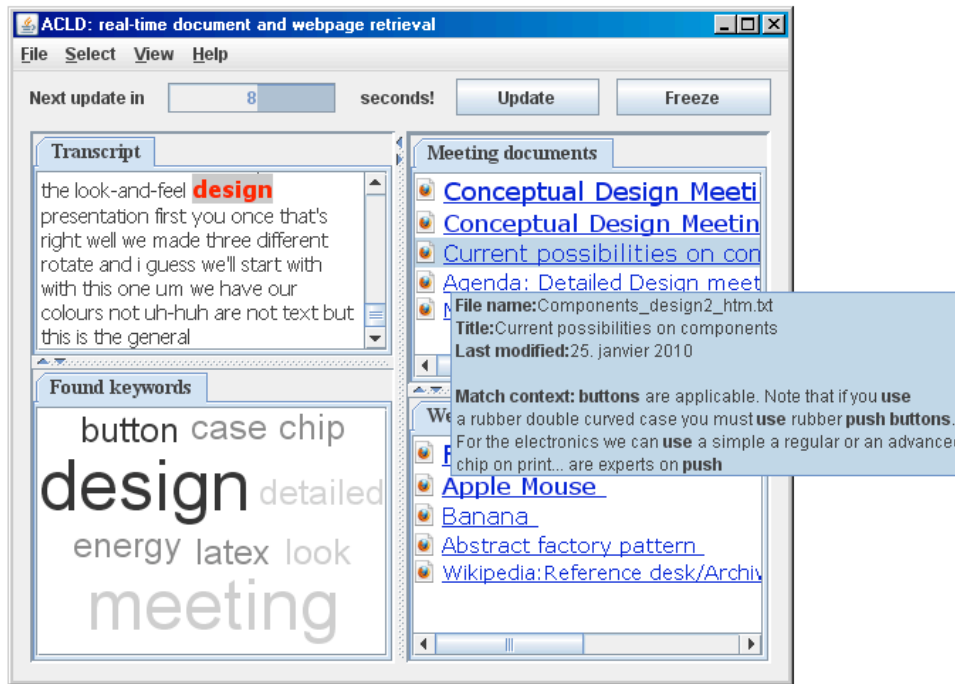 ACLD: real-time document and webpage retrieval
File Select View Help
Next update in 8 seconds! Update Freeze
Transcript
the look-and-feel design
presentation first you once that's
right well we made three different
rotate and i guess we'll start with
with this one um we have our
colours not uh-huh are not text but
this is the general
Found keywords
button case chip
design detailed
energy latex look
meeting
Meeting documents
Conceptual Design Meeti
Conceptual Design Meetin
Current possibilities on con
Agenda: Detailed Design meet
File name:Components_design2_htm.txt
Title:Current possibilities on components
Last modified:25. janvier 2010
Match context: buttons are applicable. Note that if you use
a rubber double curved case you must use rubber push buttons.
For the electronics we can use a simple a regular or an advanced
chip on print... are experts on push
We
Apple Mouse
Banana
Abstract factory pattern
Wikipedia:Reference desk/Archiv